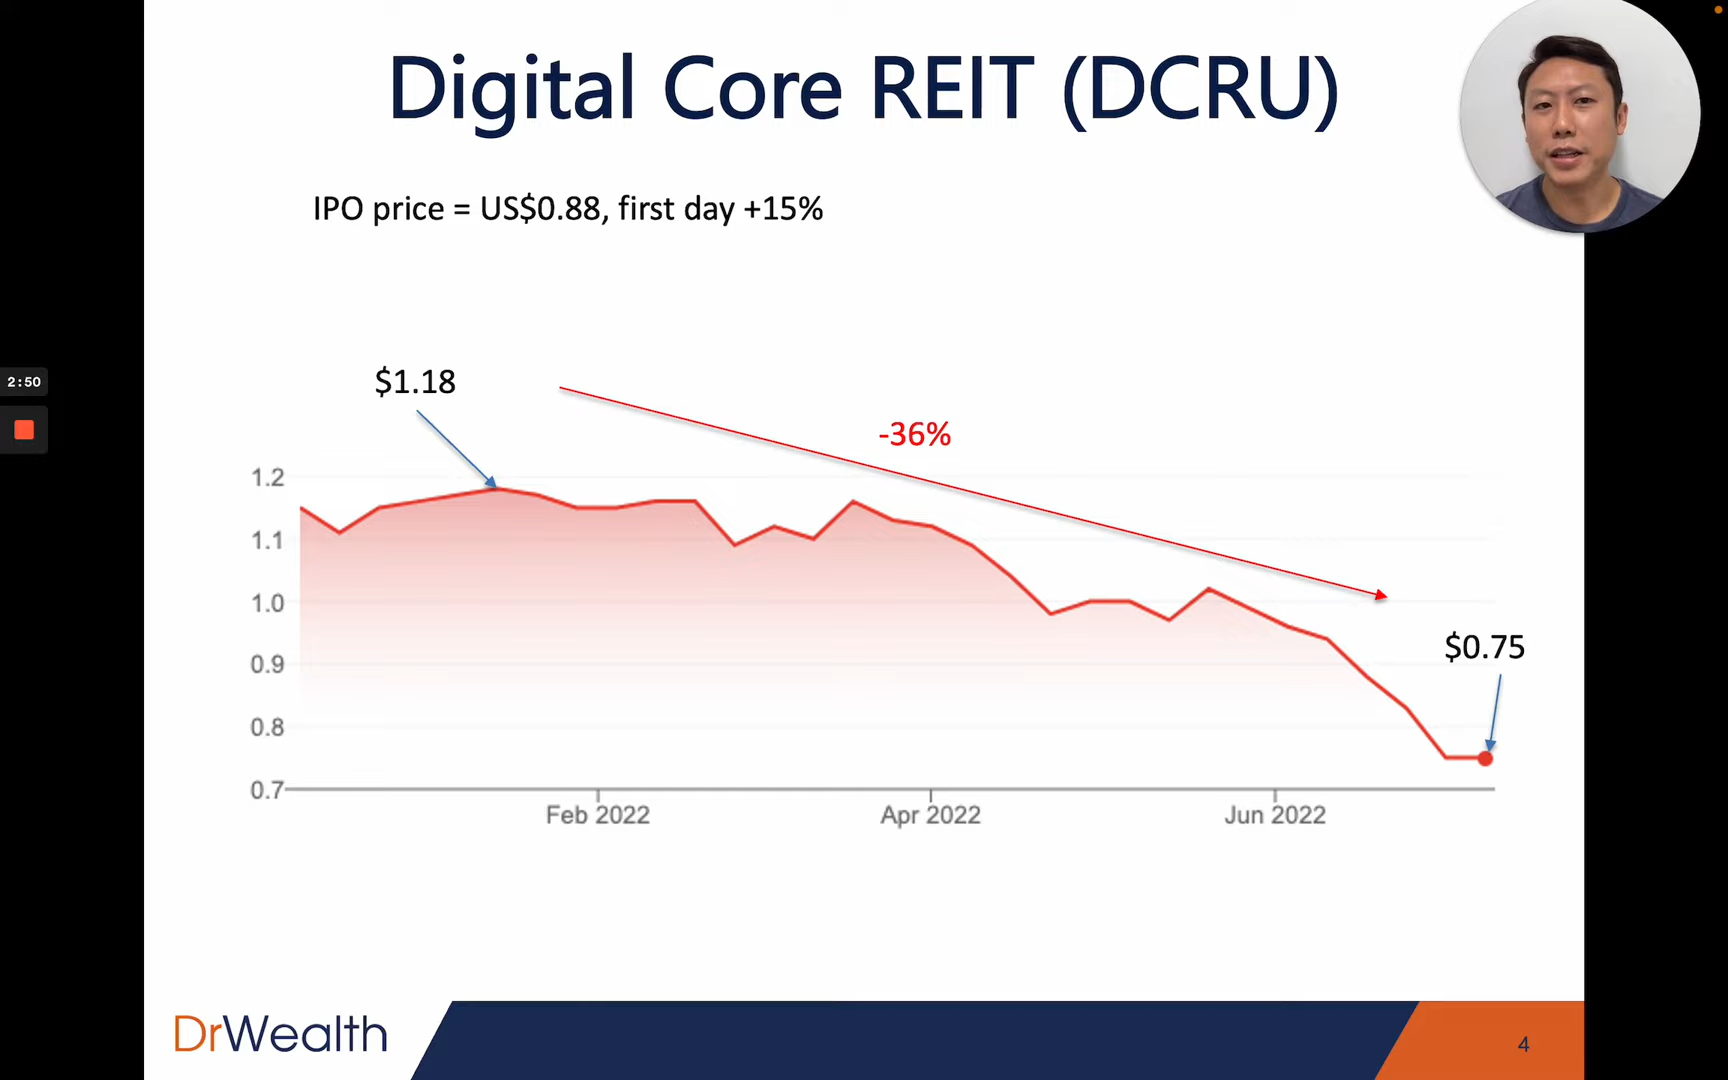 Digital Core REIT (DCRU)
IPO price = US$0.88, first day +15%
2:50
$1.18
-36%
1.2
1.1
1.0
0.9
0.8
0.7
$0.75
Feb 2022
Apr 2022
Jun 2022
DrWealth
4